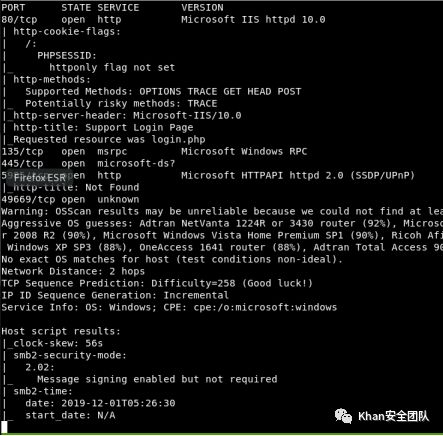 PORT STATE SERVICE VERSION
80/tcp open http Microsoft IIS httpd 10.0
| http-cookie-flags:
| /:
| PHPSESSID:
|_ httponly flag not set
| http-methods:
| Supported Methods: OPTIONS TRACE GET HEAD POST
|_ Potentially risky methods: TRACE
|_http-server-header: Microsoft-IIS/10.0
| http-title: Support Login Page
|_Requested resource was login.php
135/tcp open msrpc Microsoft Windows RPC
445/tcp open microsoft-ds?
open Microsoft HTTPAPI httpd 2.0 (SSDP/UPnP)
Firefox ESR
|_http-title: Not Found
49669/tcp open unknown
Warning: OSScan results may be unreliable because we could not find at lea
Aggressive OS guesses: Adtran NetVanta 1224R or 3430 router (92%), Microso
r 2008 R2 (90%), Microsoft Windows Vista Home Premium SP1 (90%), Ricoh Afi
Windows XP SP3 (88%), OneAccess 1641 router (88%), Adtran Total Access 90
No exact OS matches for host (test conditions non-ideal).
Network Distance: 2 hops
TCP Sequence Prediction: Difficulty=258 (Good luck!)
IP ID Sequence Generation: Incremental
Service Info: OS: Windows; CPE: cpe:/o:microsoft:windows
Host script results:
|_clock-skew: 56s
| smb2-security-mode:
| 2.02:
|_ Message signing enabled but not required
| smb2-time:
| date: 2019-12-01T05:26:30
|_ start_date: N/A
Khan安全团队